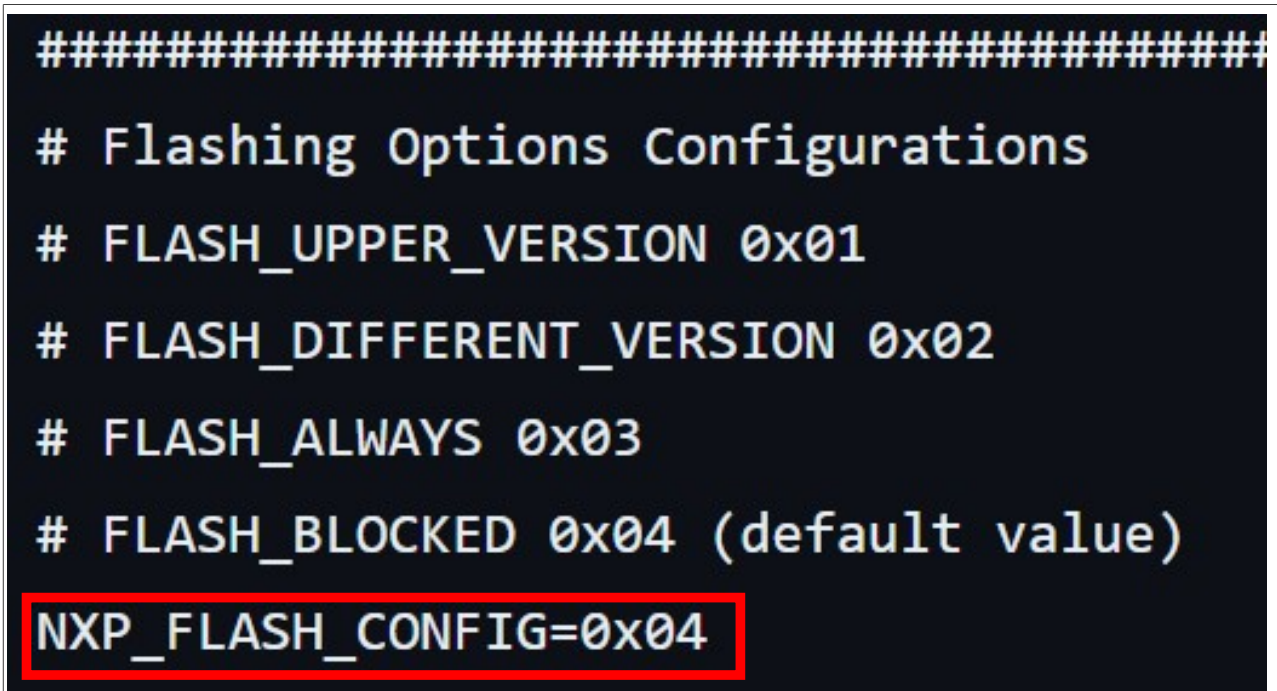 ######################################
# Flashing Options Configurations
# FLASH_UPPER_VERSION 0x01
# FLASH_DIFFERENT_VERSION 0x02
# FLASH_ALWAYS 0x03
# FLASH_BLOCKED 0x04 (default value)
NXP_FLASH_CONFIG=0x04